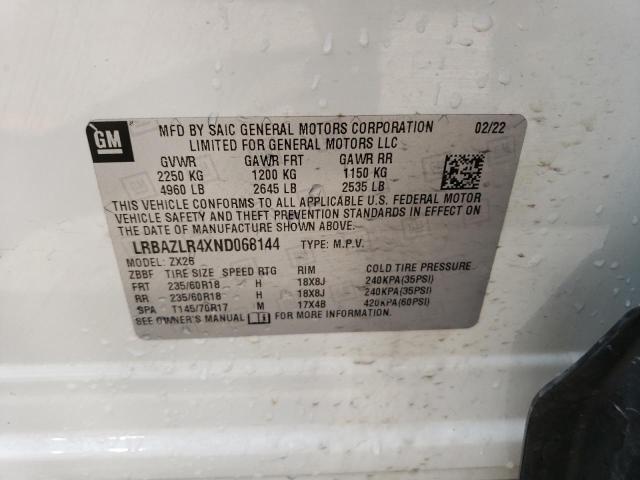 GM
MFD BY SAIC GENERAL MOTORS CORPORATION 02/22
LIMITED FOR GENERAL MOTORS LLC
GVWR GAWR FRT GAWR RR
2250 KG 1200 KG 1150 KG
4960 LB 2645 LB 2535 LB
THIS VEHICLE CONFORMS TO ALL APPLICABLE U.S. FEDERAL MOTOR
VEHICLE SAFETY AND THEFT PREVENTION STANDARDS IN EFFECT ON
THE DATE OF MANUFACTURE SHOWN ABOVE.
LRBAZLR4XND068144 TYPE: M.P.V.
MODEL: ZX26
ZBBF TIRE SIZE SPEED RTG RIM COLD TIRE PRESSURE
FRT 235/60R18 H 18X8J 240KPA(35PSI)
RR 235/60R18 H 18X8J 240KPA(35PSI)
SPA T145/70R17 M 17X4B 420KPA(60PSI)
SEE OWNER'S MANUAL FOR MORE INFORMATION.